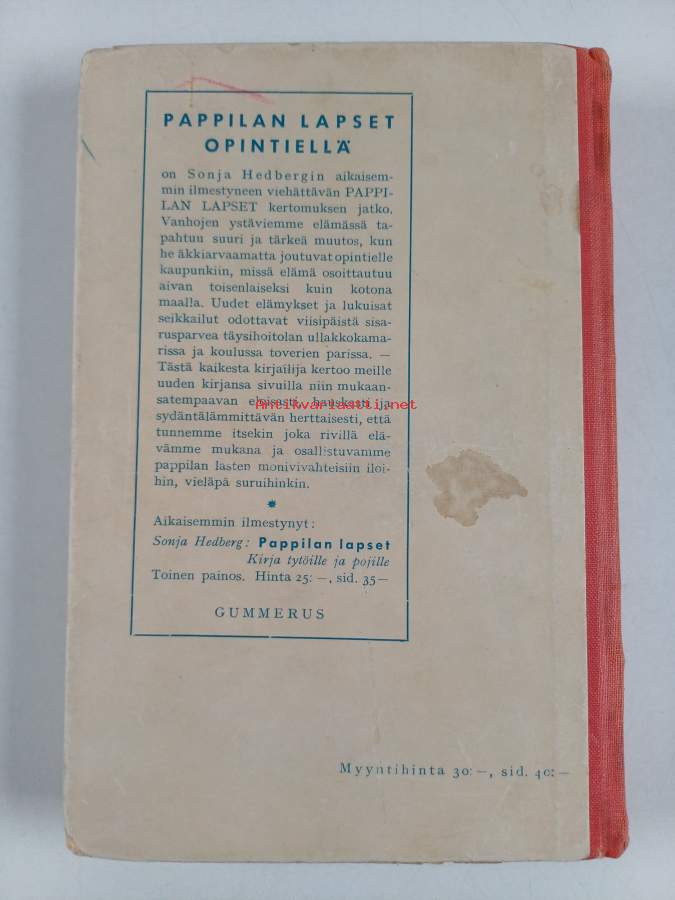 PAPPILAN LAPSET
OPINTIELLÄ
on Sonja Hedbergin aikaisem-
min ilmestyneen viehättävän PAPPI-
LAN LAPSET kertomuksen jatko.
Vanhojen ystäviemme elämässä ta-
pahtuu suuri ja tärkeä muutos, kun
he äkkiarvaamatta joutuvat opintielle
kaupunkiin, missä elämä osoittautuu
aivan toisenlaiseksi kuin kotona
maalla. Uudet elämykset ja lukuisat
seikkailut odottavat viisipäistä sisa-
rusparvea täysihoitolan ullakkokama-
rissa ja koulussa toverien parissa. —
Tästä kaikesta kirjailija kertoo meille
uuden kirjansa sivuilla niin mukaan-
satempaavan eloisasti, hauskasti ja
Antikvariaatti.net
sydäntälämmittävän herttaisesti, että
tunnemme itsekin joka rivillä elä-
vämme mukana ja osallistuvamme
pappilan lasten monivivahteisiin iloi-
hin, vieläpä suruihinkin.
*
Aikaisemmin ilmestynyt:
Sonja Hedberg: Pappilan lapset
Kirja tytöille ja pojille
Toinen painos. Hinta 25: —, sid. 35—
GUMMERUS
Myyntihinta 30: —, sid. 40: —